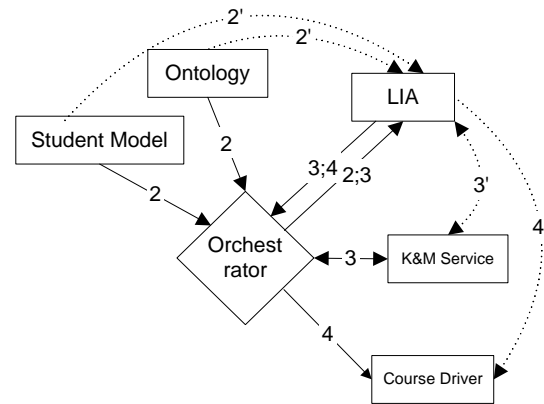 2'
2'
Ontology
LIA
Student Model
2
3;4
2;3
2
3'
Orchest
rator
3
K&M Service
4
4
Course Driver